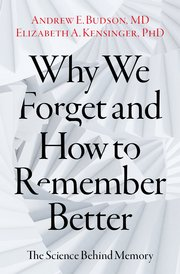 ANDREW E. BUDSON, MD
ELIZABETH A. KENSINGER, PHD
Why We
Forget and
How to
Remember
Better
The Science Behind Memory